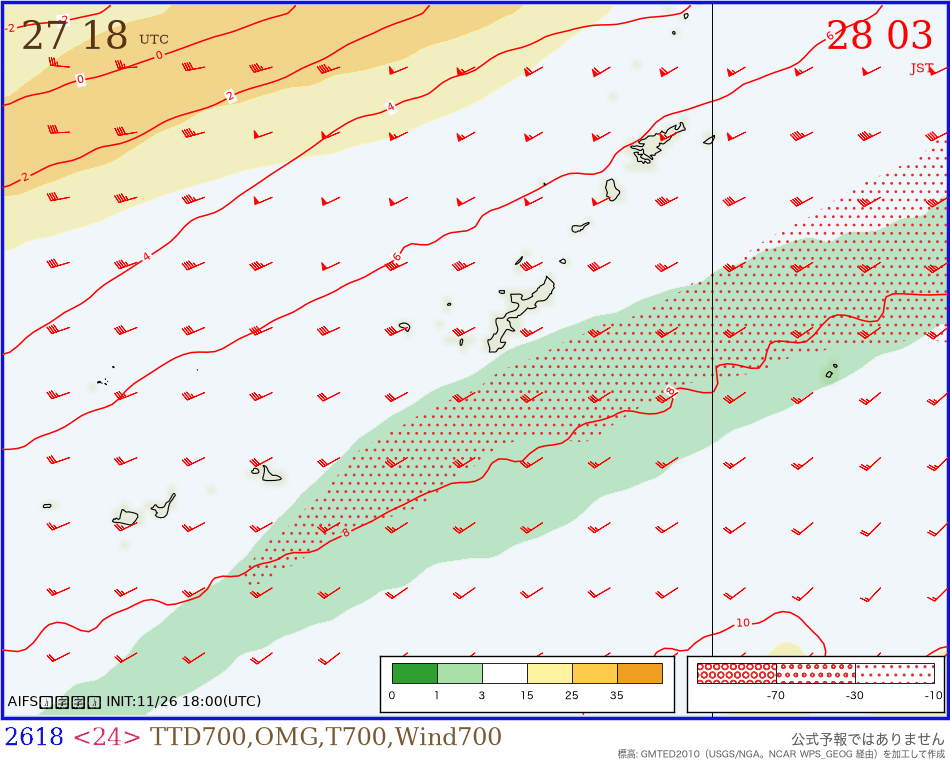 27 18 UTC
28 03
JST
-2
-2
0
0
2
2
4
4
6
6
8
8
10
0 1 3 15 25 35
-70 -30 -10
AIFS INIT:11/26 18:00(UTC)
2618 <24> TTD700,OMG,T700,Wind700
公式予報ではありません
標高: GMTED2010（USGS/NGA。NCAR WPS_GEOG 経由）を加工して作成